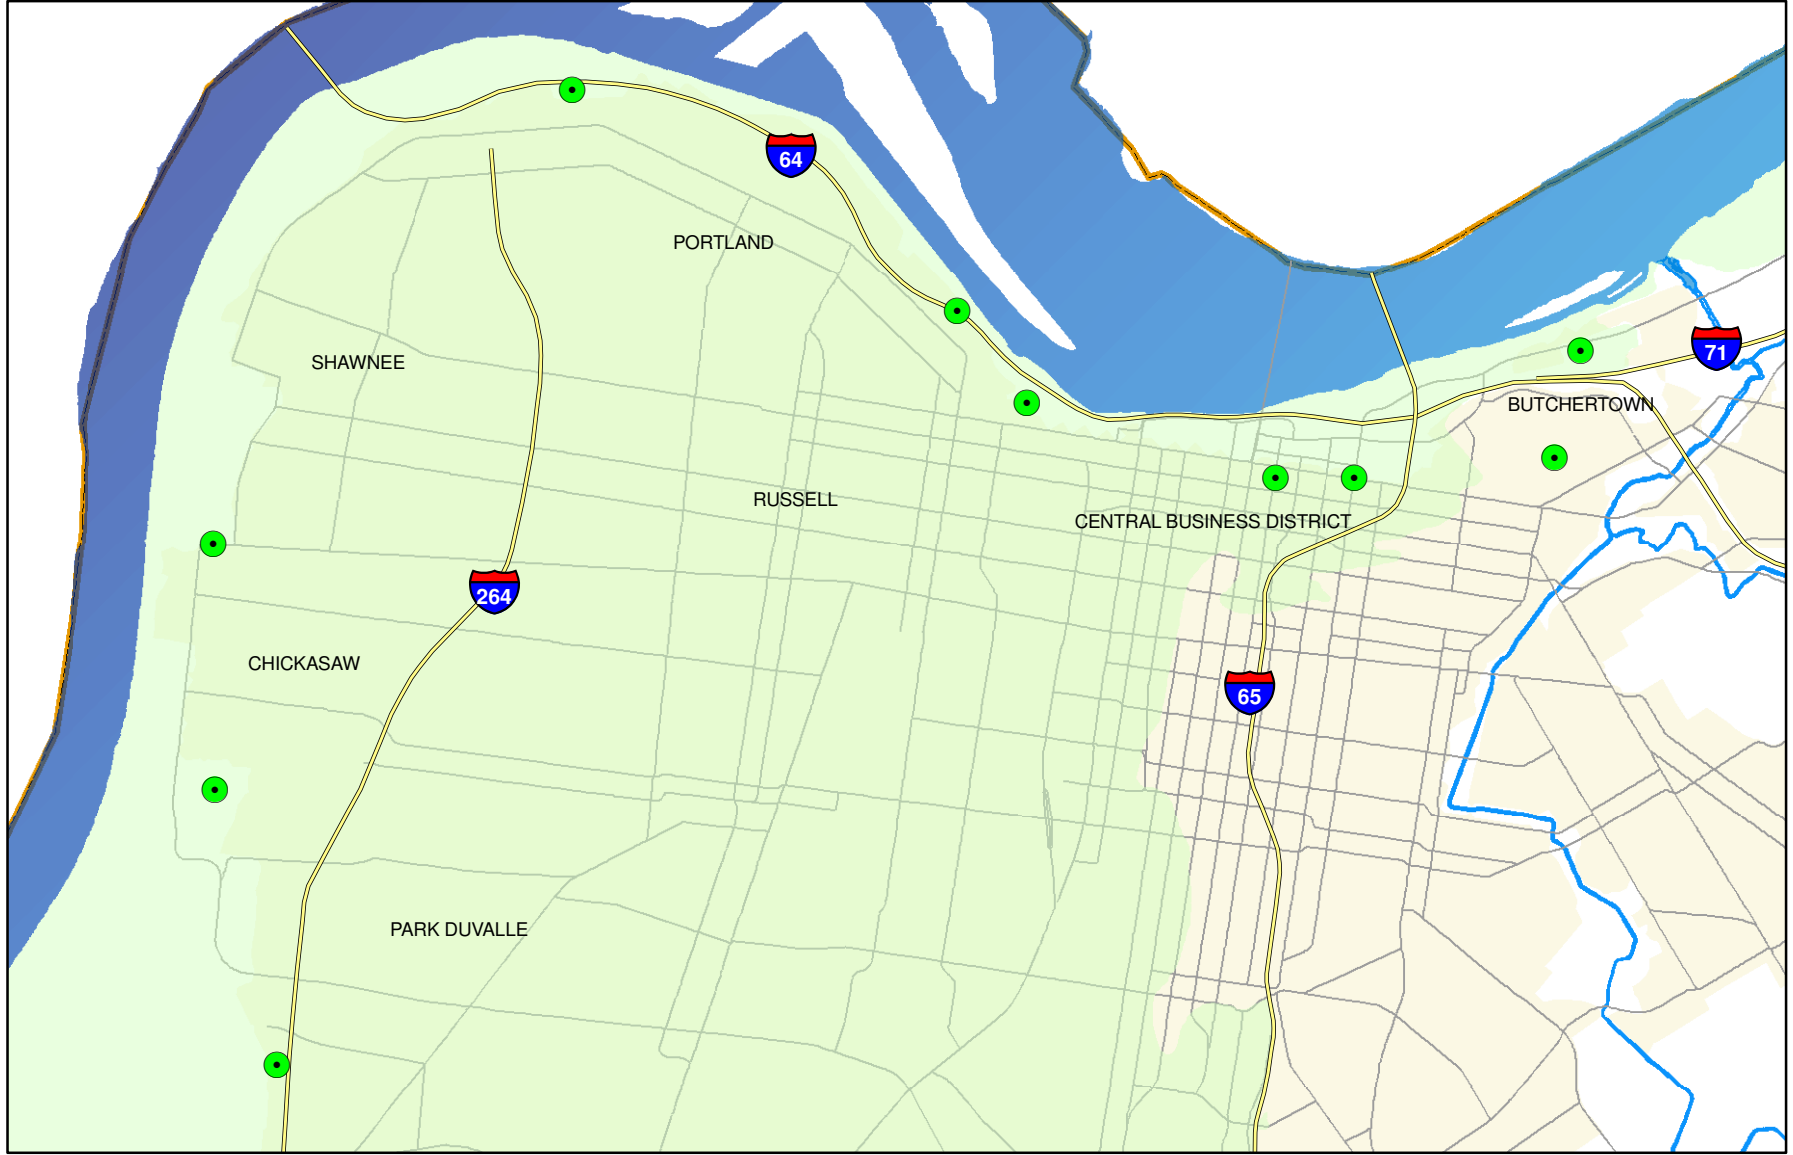 64
PORTLAND
71
SHAWNEE
BUTCHERTOWN
RUSSELL
CENTRAL BUSINESS DISTRICT
264
CHICKASAW
65
PARK DUVALLE